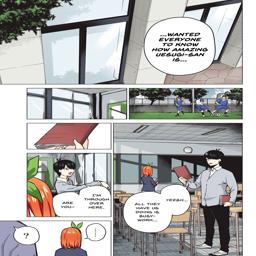 ...WANTED
EVERYONE
TO KNOW
HOW AMAZING
UESUGI-SAN
IS...
I'M
THROUGH
OVER
HERE.
ARE
YOU-
YEESH...
ALL THEY
HAVE US
DOING IS
BUSY-
WORK...
?
...